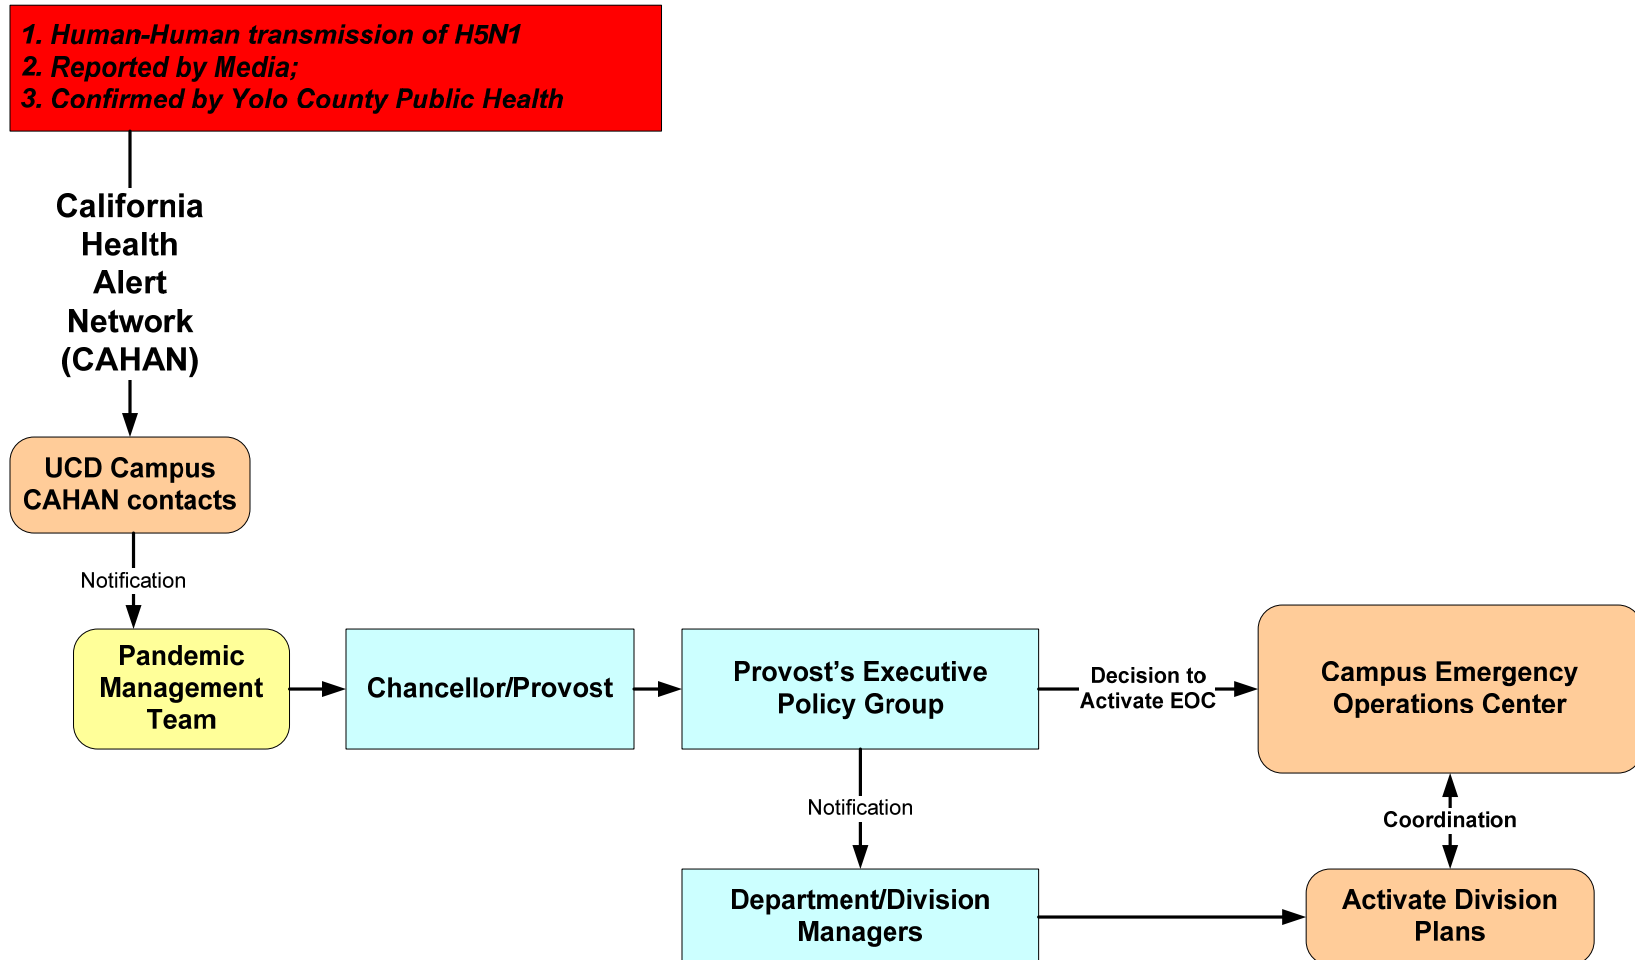 1. Human-Human transmission of H5N1
2. Reported by Media;
3. Confirmed by Yolo County Public Health
California
Health
Alert
Network
(CAHAN)
UCD Campus
CAHAN contacts
Notification
Pandemic
Management
Team
Chancellor/Provost
Provost’s Executive
Policy Group
Decision to
Activate EOC
Campus Emergency
Operations Center
Notification
Coordination
Department/Division
Managers
Activate Division
Plans